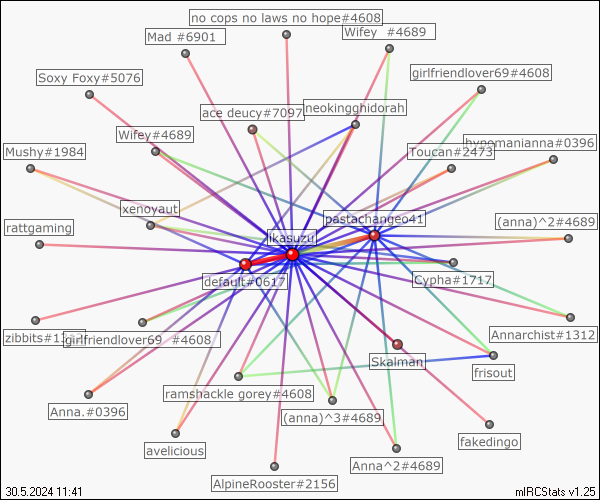 no cops no laws no hope#4608
Mad #6901
Wifey  #4689
Soxy Foxy#5076
girlfriendlover69#4608
ace deucy#7097
neokingghidorah
Wifey#4689
Mushy#1984
Toucan#2473
hypomanianna#0396
xenoyaut
pastachangeo41
rattgaming
(anna)^2#4689
ikasuzu
default#0617
Cypha#1717
zibbits#1
girlfriendlover69  #4608
Annarchist#1312
Skalman
frisout
Anna.#0396
ramshackle gorey#4608
(anna)^3#4689
fakedingo
avelicious
Anna^2#4689
AlpineRooster#2156
30.5.2024 11:41
mIRCStats v1.25